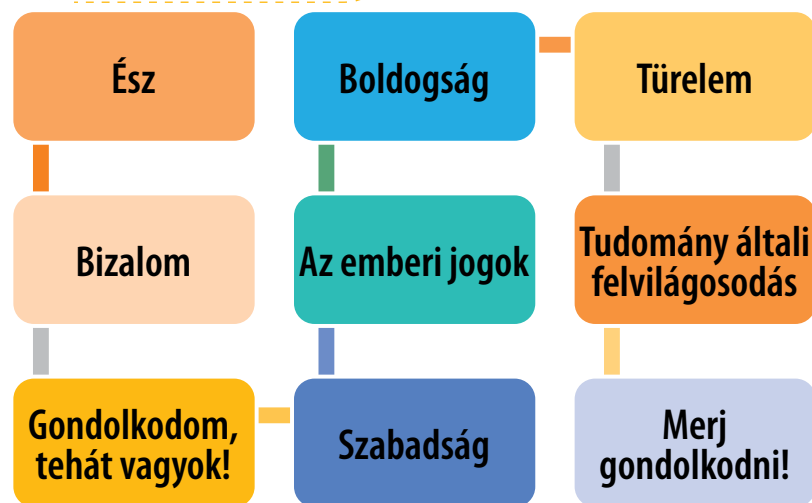 Ész
Boldogság
Türelem
Bizalom
Az emberi jogok
Tudomány általi
felvilágosodás
Gondolkodom,
tehát vagyok!
Szabadság
Merj
gondolkodni!